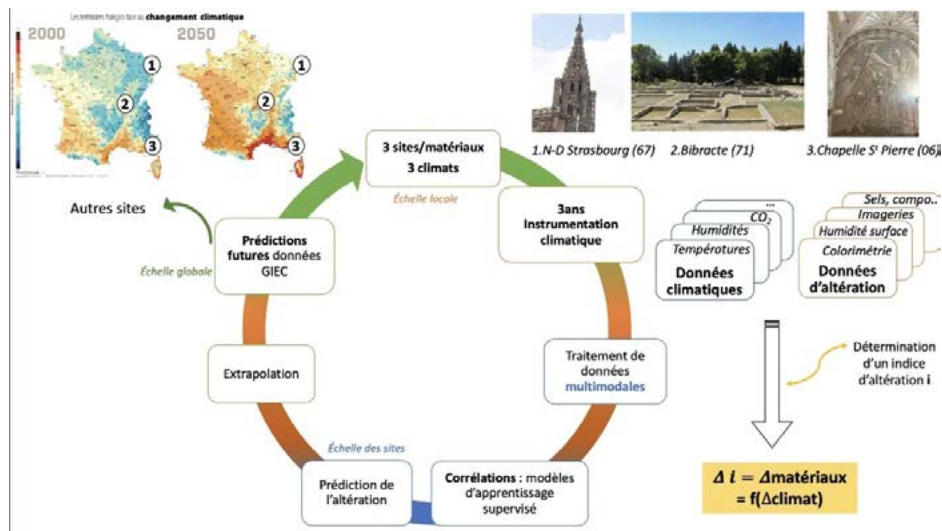 Les territoires français face au changement climatique
2000
2050
1
2
3
1
2
3
1.N-D Strasbourg (67)
2.Bibracte (71)
3.Chapelle Sᵗ Pierre (06)
3 sites/matériaux
3 climats
Échelle locale
3ans
Instrumentation
climatique
Traitement de
données
multimodales
Corrélations : modèles
d'apprentissage
supervisé
Échelle des sites
Prédiction de
l'altération
Extrapolation
Échelle globale
Prédictions
futures données
GIEC
Autres sites
...
CO₂
Humidités
Températures
Données
climatiques
Sels, compo..
Imageries
Humidité surface
Colorimétrie
Données
d'altération
Détermination
d'un indice
d'altération i
Δ i = Δmatériaux
= f(Δclimat)